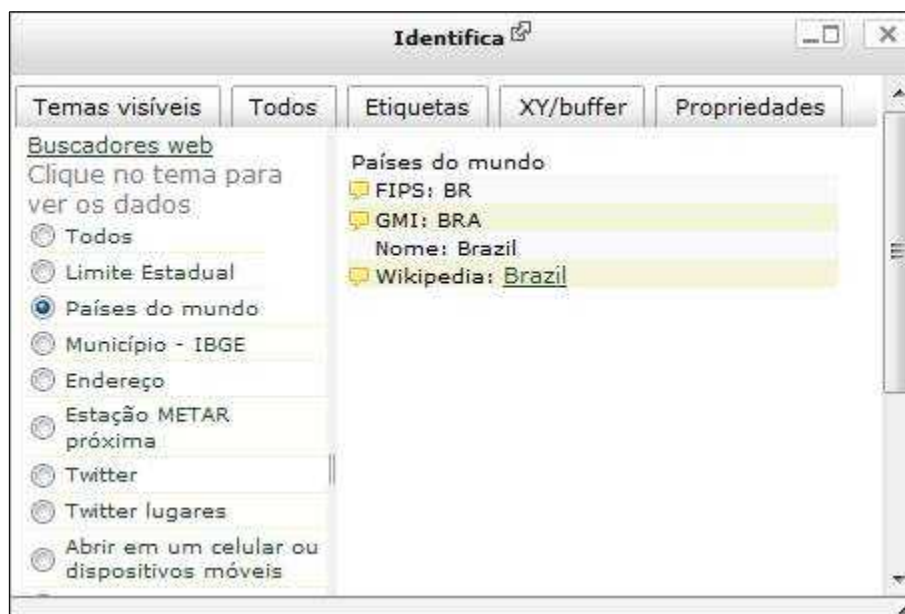 Identifica
Temas visíveis
Todos
Etiquetas
XY/buffer
Propriedades
Buscadores web
Clique no tema para
ver os dados
Todos
Limite Estadual
Países do mundo
Município - IBGE
Endereço
Estação METAR
próxima
Twitter
Twitter lugares
Abrir em um celular ou
dispositivos móveis
Países do mundo
FIPS: BR
GMI: BRA
Nome: Brazil
Wikipedia: Brazil